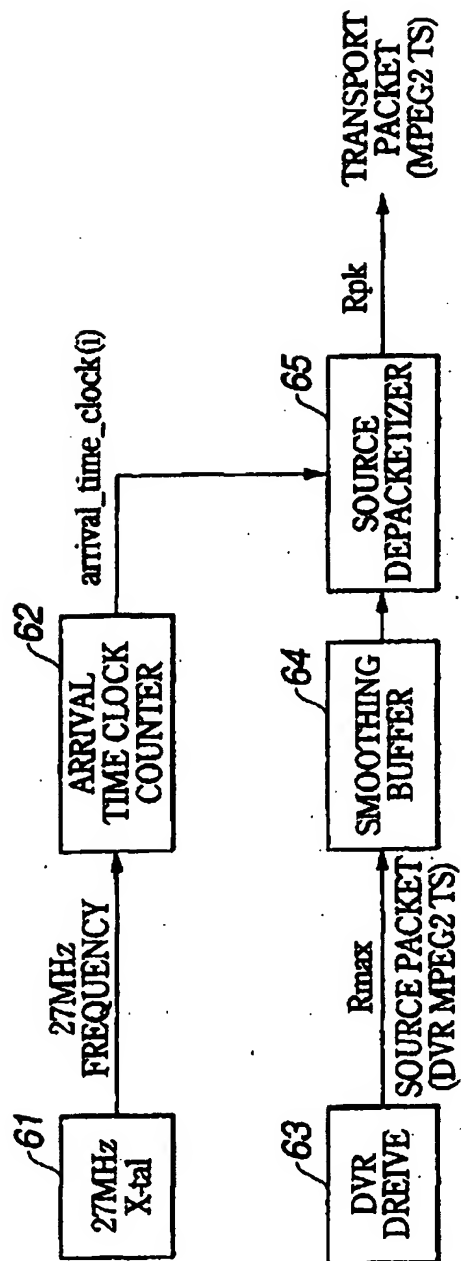 61
27MHz
X-tal
27MHz
FREQUENCY
62
ARRIVAL
TIME CLOCK
COUNTER
arrival_time_clock(i)
63
DVR
DREIVE
Rmax
SOURCE PACKET
(DVR MPEG2 TS)
64
SMOOTHING
BUFFER
65
SOURCE
DEPACKETIZER
Rpk
TRANSPORT
PACKET
(MPEG2 TS)